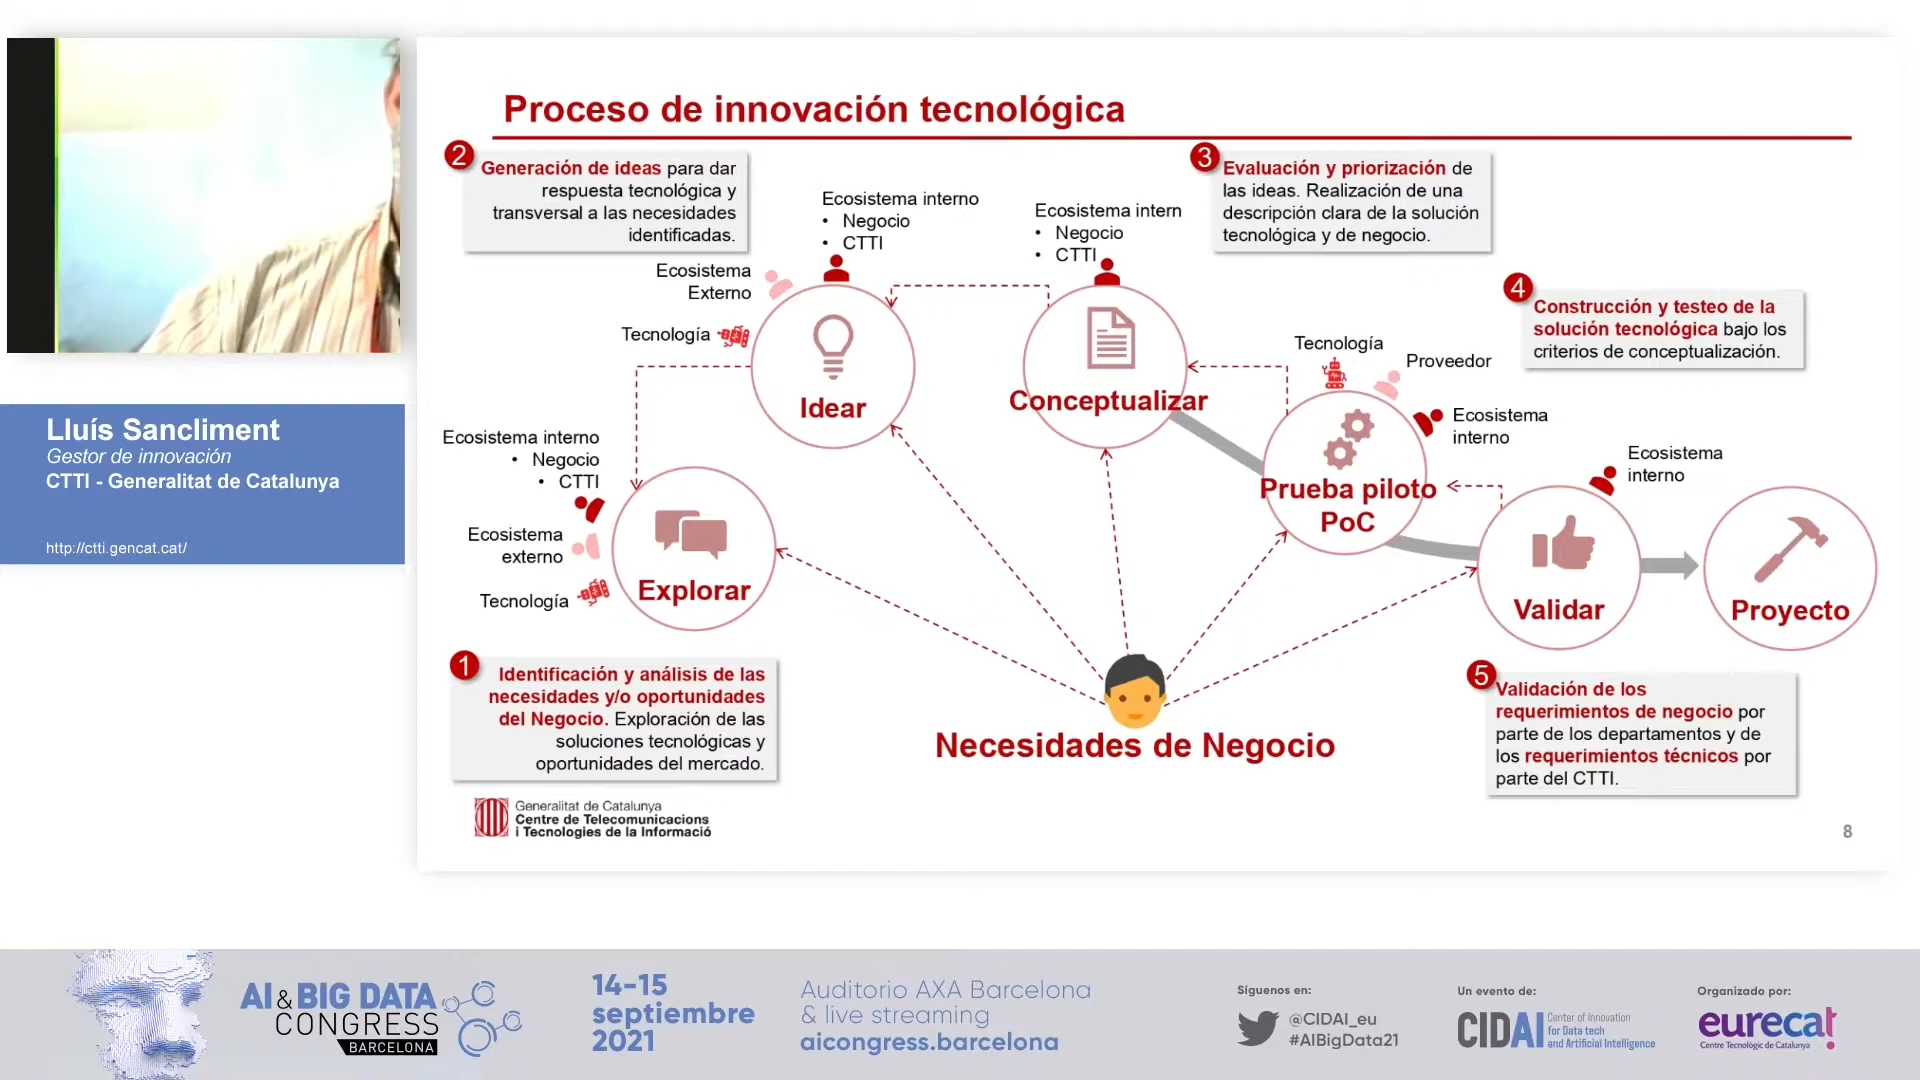 Proceso de innovación tecnológica
2
Generación de ideas para dar
respuesta tecnológica y
transversal a las necesidades
identificadas.
Ecosistema interno
• Negocio
• CTTI
Ecosistema
Externo
Tecnología
Idear
Ecosistema intern
• Negocio
• CTTI
Conceptualizar
3
Evaluación y priorización de
las ideas. Realización de una
descripción clara de la solución
tecnológica y de negocio.
4
Construcción y testeo de la
solución tecnológica bajo los
criterios de conceptualización.
Tecnología
Proveedor
Ecosistema
interno
Prueba piloto
PoC
Ecosistema
interno
Validar
Proyecto
Ecosistema interno
• Negocio
• CTTI
Ecosistema
externo
Tecnología
Explorar
1
Identificación y análisis de las
necesidades y/o oportunidades
del Negocio. Exploración de las
soluciones tecnológicas y
oportunidades del mercado.
Necesidades de Negocio
5
Validación de los
requerimientos de negocio por
parte de los departamentos y de
los requerimientos técnicos por
parte del CTTI.
Generalitat de Catalunya
Centre de Telecomunicacions
i Tecnologies de la Informació
8
Lluís Sancliment
Gestor de innovación
CTTI - Generalitat de Catalunya
http://ctti.gencat.cat/
AI & BIG DATA
CONGRESS
BARCELONA
14-15
septiembre
2021
Auditorio AXA Barcelona
& live streaming
aicongress.barcelona
Síguenos en:
@CIDAI_eu
#AIBigData21
Un evento de:
CIDAI
Center of Innovation
for Data tech
and Artificial Intelligence
Organizado por:
eurecat
Centre Tecnològic de Catalunya